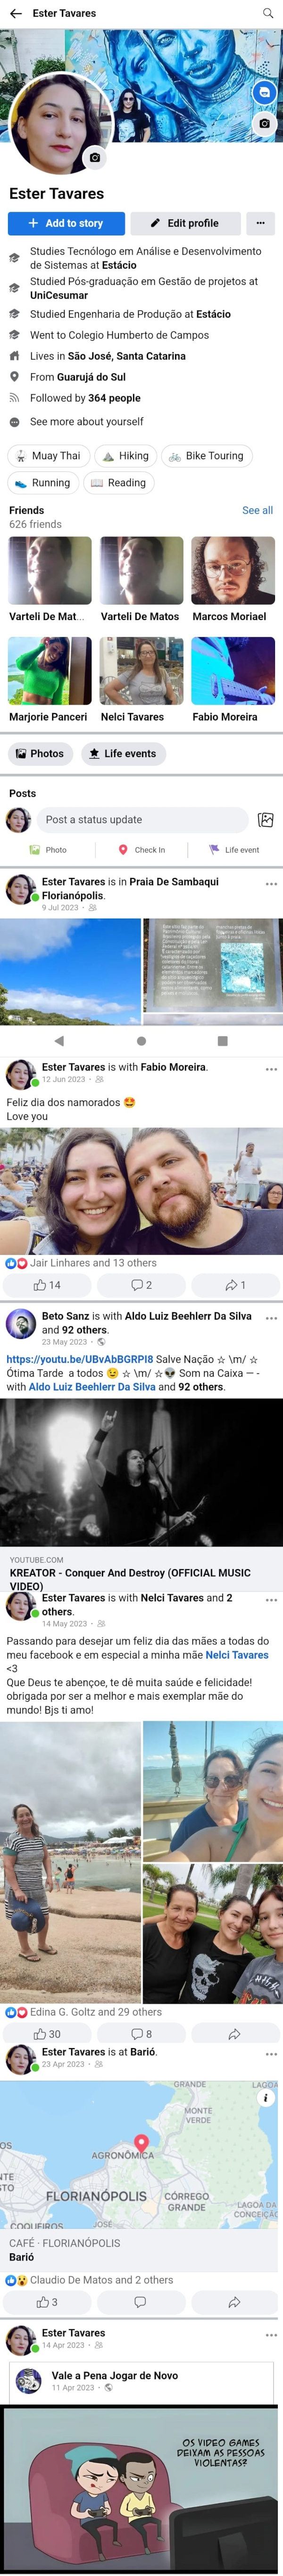 Ester Tavares
Ester Tavares
Add to story
Edit profile
Studies Tecnólogo em Análise e Desenvolvimento
de Sistemas at Estácio
Studied Pós-graduação em Gestão de projetos at
UniCesumar
Studied Engenharia de Produção at Estácio
Went to Colegio Humberto de Campos
Lives in São José, Santa Catarina
From Guarujá do Sul
Followed by 364 people
See more about yourself
Muay Thai
Hiking
Bike Touring
Running
Reading
Friends
See all
626 friends
Varteli De Mat...
Varteli De Matos
Marcos Moriael
Marjorie Panceri
Nelci Tavares
Fabio Moreira
Photos
Life events
Posts
Post a status update
Photo
Check In
Life event
Ester Tavares is in Praia De Sambaqui
Florianópolis.
9 Jul 2023
Ester Tavares is with Fabio Moreira.
12 Jun 2023
Feliz dia dos namorados 🤩
Love you
Jair Linhares and 13 others
14
2
1
Beto Sanz is with Aldo Luiz Beehlerr Da Silva
and 92 others.
23 May 2023
https://youtu.be/UBvAbBGRPI8 Salve Nação ☆ \m/ ☆
Ótima Tarde a todos 😉 ☆ \m/ ☆👽 Som na Caixa — -
with Aldo Luiz Beehlerr Da Silva and 92 others.
YOUTUBE.COM
KREATOR - Conquer And Destroy (OFFICIAL MUSIC
VIDEO)
Ester Tavares is with Nelci Tavares and 2
others.
14 May 2023
Passando para desejar um feliz dia das mães a todas do
meu facebook e em especial a minha mãe Nelci Tavares
<3
Que Deus te abençoe, te dê muita saúde e felicidade!
obrigada por ser a melhor e mais exemplar mãe do
mundo! Bjs ti amo!
Edina G. Goltz and 29 others
30
8
Ester Tavares is at Barió.
23 Apr 2023
GRANDE
LAGOA
MONTE
VERDE
AGRONÔMICA
FLORIANÓPOLIS
CÓRREGO
GRANDE
LAGOA DA
CONCEIÇÃ
COQUEIROS
JOSÉ
CAFÉ · FLORIANÓPOLIS
Barió
Claudio De Matos and 2 others
3
Ester Tavares
14 Apr 2023
Vale a Pena Jogar de Novo
11 Apr 2023
OS VIDEO GAMES
DEIXAM AS PESSOAS
VIOLENTAS?